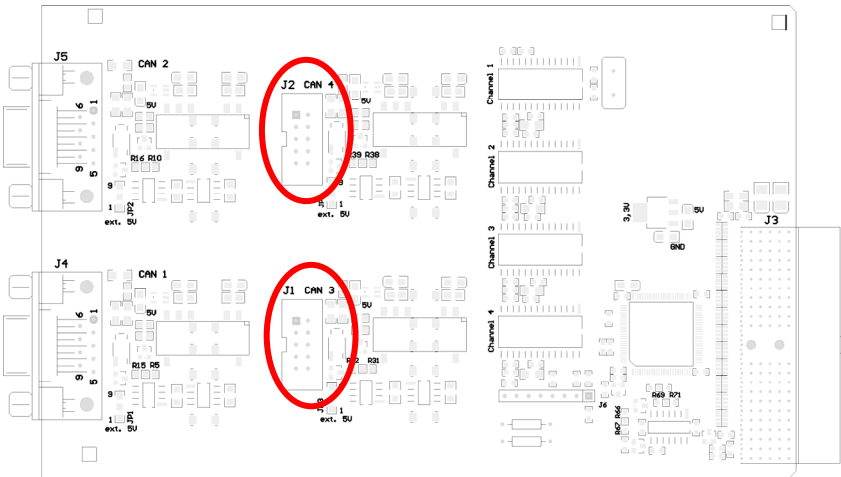 J5
CAN 2
6
1
5V
9
5
R16 R10
9
1
JP2
ext. 5V
J2 CAN 4
5V
39 R38
9
1
ext. 5V
Channel 1
Channel 2
Channel 3
Channel 4
3,3V
5V
GND
J3
J4
CAN 1
6
1
5V
9
5
R15 R5
9
1
JP1
ext. 5V
J1 CAN 3
5V
R31
1
ext. 5V
J6
R69 R71
R66
R67